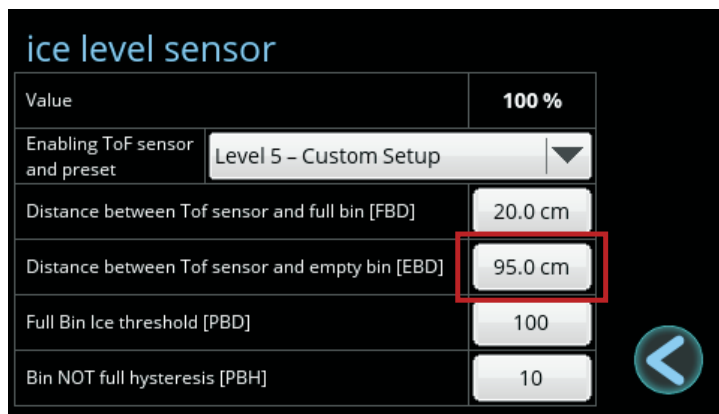 ice level sensor
Value 100 %
Enabling ToF sensor
and preset
Level 5 – Custom Setup
Distance between Tof sensor and full bin [FBD] 20.0 cm
Distance between Tof sensor and empty bin [EBD] 95.0 cm
Full Bin Ice threshold [PBD] 100
Bin NOT full hysteresis [PBH] 10